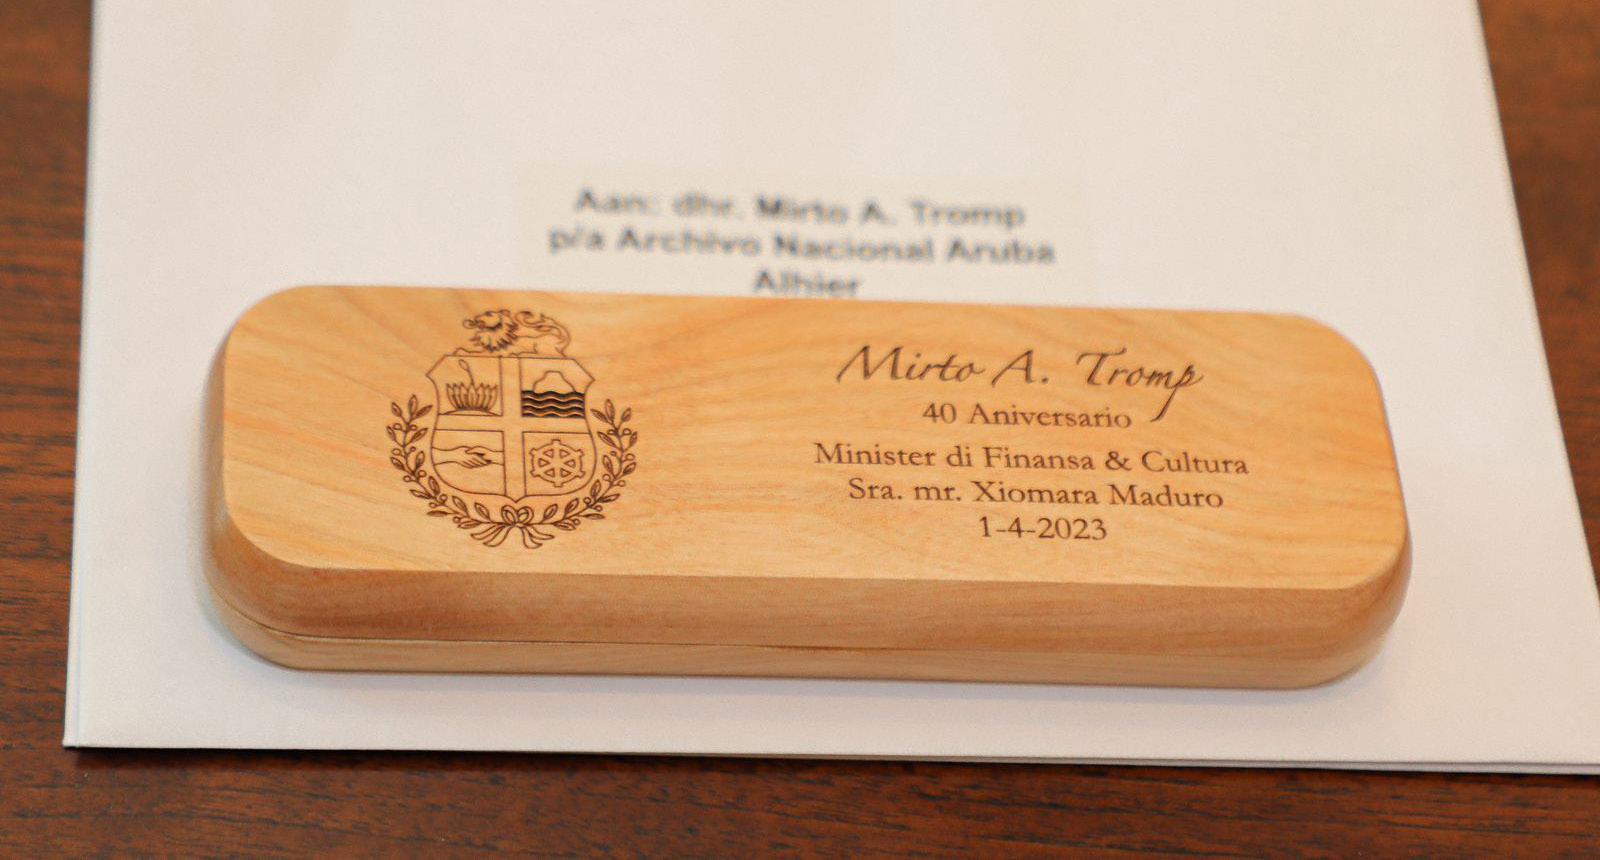 Aan: dhr. Mirto A. Tromp
p/a Archivo Nacional Aruba
Alhier
Mirto A. Tromp
40 Aniversario
Minister di Finansa & Cultura
Sra. mr. Xiomara Maduro
1-4-2023